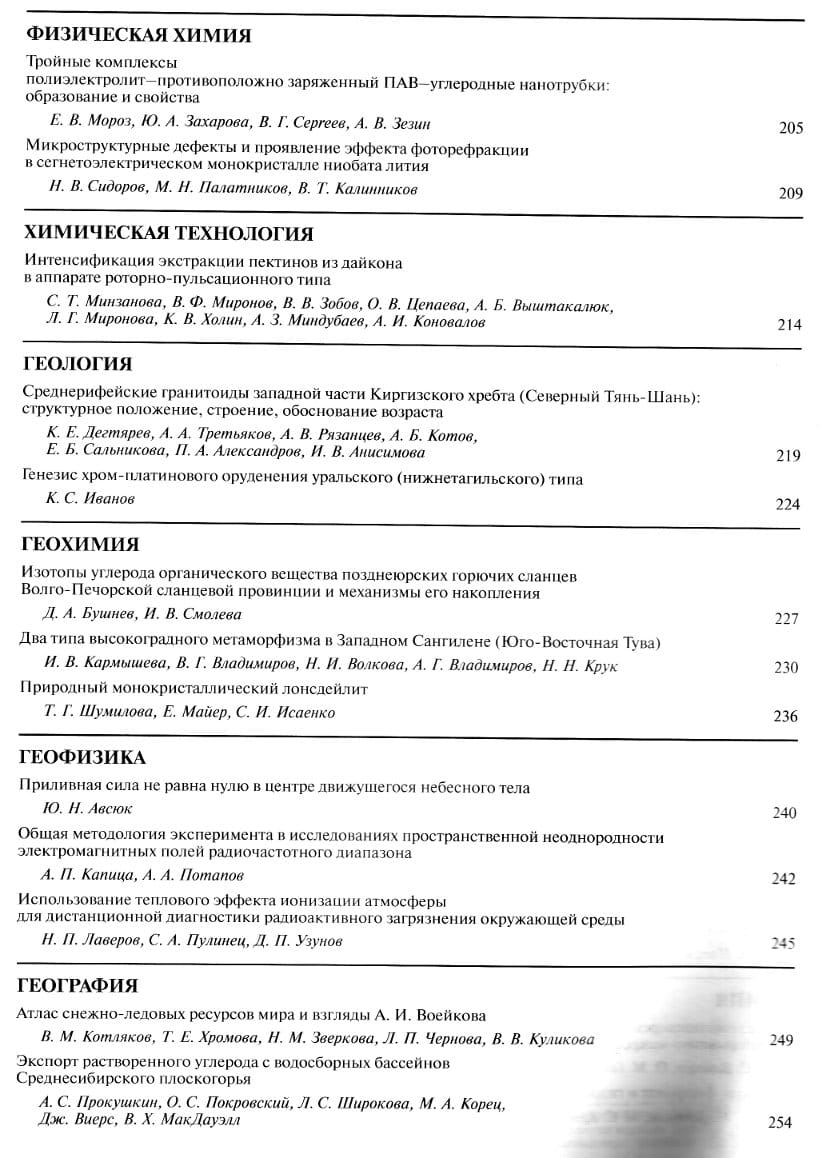 ФИЗИЧЕСКАЯ ХИМИЯ
Тройные комплексы
полиэлектролит—противоположно заряженный ПАВ—углеродные нанотрубки:
образование и свойства
Е. В. Мороз, Ю. А. Захарова, В. Г. Сергеев, А. В. Зезин 205
Микроструктурные дефекты и проявление эффекта фоторефракции
в сегнетоэлектрическом монокристалле ниобата лития
Н. В. Сидоров, М. Н. Палатников, В. Т. Калинников 209
ХИМИЧЕСКАЯ ТЕХНОЛОГИЯ
Интенсификация экстракции пектинов из дайкона
в аппарате роторно-пульсационного типа
С. Т. Минзанова, В. Ф. Миронов, В. В. Зобов, О. В. Цепаева, А. Б. Выштакалюк,
Л. Г. Миронова, К. В. Холин, А. З. Миндубаев, А. И. Коновалов 214
ГЕОЛОГИЯ
Среднерифейские гранитоиды западной части Киргизского хребта (Северный Тянь-Шань):
структурное положение, строение, обоснование возраста
К. Е. Дегтярев, А. А. Третьяков, А. В. Рязанцев, А. Б. Котов,
Е. Б. Сальникова, П. А. Александров, И. В. Анисимова 219
Генезис хром-платинового оруденения уральского (нижнетагильского) типа
К. С. Иванов 224
ГЕОХИМИЯ
Изотопы углерода органического вещества позднеюрских горючих сланцев
Волго-Печорской сланцевой провинции и механизмы его накопления
Д. А. Бушнев, И. В. Смолева 227
Два типа высокоградного метаморфизма в Западном Сангилене (Юго-Восточная Тува)
И. В. Кармышева, В. Г. Владимиров, Н. И. Волкова, А. Г. Владимиров, Н. Н. Крук 230
Природный монокристаллический лонсдейлит
Т. Г. Шумилова, Е. Майер, С. И. Исаенко 236
ГЕОФИЗИКА
Приливная сила не равна нулю в центре движущегося небесного тела
Ю. Н. Авсюк 240
Общая методология эксперимента в исследованиях пространственной неоднородности
электромагнитных полей радиочастотного диапазона
А. П. Капица, А. А. Потапов 242
Использование теплового эффекта ионизации атмосферы
для дистанционной диагностики радиоактивного загрязнения окружающей среды
Н. П. Лаверов, С. А. Пулинец, Д. П. Узунов 245
ГЕОГРАФИЯ
Атлас снежно-ледовых ресурсов мира и взгляды А. И. Воейкова
В. М. Котляков, Т. Е. Хромова, Н. М. Зверкова, Л. П. Чернова, В. В. Куликова 249
Экспорт растворенного углерода с водосборных бассейнов
Среднесибирского плоскогорья
А. С. Прокушкин, О. С. Покровский, Л. С. Широкова, М. А. Корец,
Дж. Виерс, В. Х. МакДауэлл 254